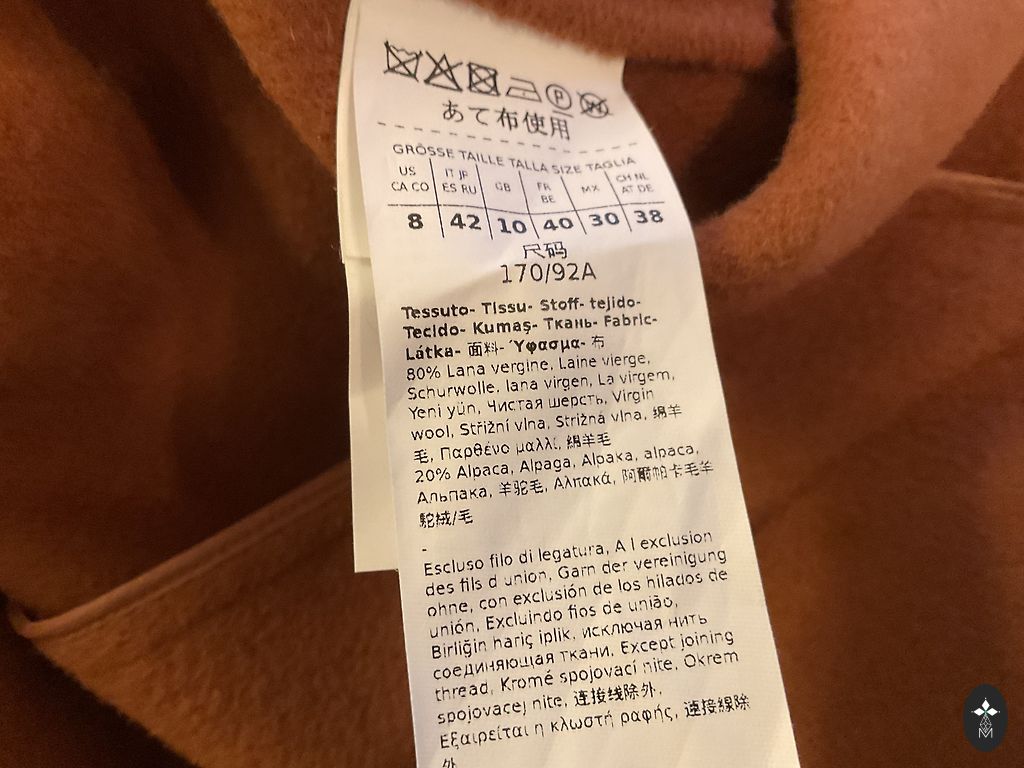 P
W
あて布使用
GRÖSSE TAILLE TALLA SIZE TAGLIA
US CA CO IT JP ES RU GB FR BE MX CH NL AT DE
8 42 10 40 30 38
尺码
170/92A
Tessuto- Tissu- Stoff- tejido-
Tecido- Kumaş- Ткань- Fabric-
Látka- 面料- Ύφασμα- 布
80% Lana vergine, Laine vierge,
Schurwolle, lana virgen, La virgem,
Yeni yün, Чистая шерсть, Virgin
wool, Střižní vlna, Strižná vlna, 绵羊
毛, Παρθένο μαλλί, 綿羊毛
20% Alpaca, Alpaga, Alpaka, alpaca,
Альпака, 羊驼毛, Αλπακά, 阿爾帕卡毛羊
駝絨/毛
-
Escluso filo di legatura, A l exclusion
des fils d union, Garn der vereinigung
ohne, con exclusión de los hilados de
unión, Excluindo fios de união,
Birliğin hariç iplik, исключая нить
соединяющая ткани, Except joining
thread, Kromé spojovací nite, Okrem
spojovacej nite, 连接线除外,
Εξαιρείται η κλωστή ραφής, 連接線除
外
M